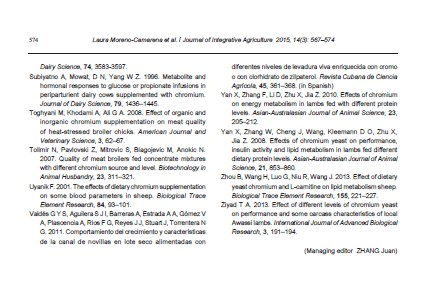 574
Laura Moreno-Camarena et al. / Journal of Integrative Agriculture 2015, 14(3): 567–574
Dairy Science, 74, 3583-3597.
Subiyatno A, Mowat, D N, Yang W Z. 1996. Metabolite and
hormonal responses to glucose or propionate infusions in
periparturient dairy cows supplemented with chromium.
Journal of Dairy Science, 79, 1436–1445.
Toghyani M, Khodami A, Ali G A. 2008. Effect of organic and
inorganic chromium supplementation on meat quality
of heat-stressed broiler chicks. American Journal and
Veterinary Science, 3, 62–67.
Tolimir N, Pavlovski Z, Mitrovic S, Blagojevic M, Anokic N.
2007. Quality of meat broilers fed concentrate mixtures
with different chromium source and level. Biotechnology in
Animal Husbandry, 23, 311–321.
Uyanik F. 2001. The effects of dietary chromium supplementation
on some blood parameters in sheep. Biological Trace
Element Research, 84, 93–101.
Valdés G Y S, Aguilera S J I, Barreras A, Estrada A A, Gómez V
A, Plascencia A, Ríos F G, Reyes J J, Stuart J, Torrentera N
G. 2011. Comportamiento del crecimiento y características
de la canal de novillas en lote seco alimentadas con
diferentes niveles de levadura viva enriquecida con cromo
o con clorhidrato de zilpaterol. Revista Cubana de Ciencia
Agrícola, 45, 361–368. (in Spanish)
Yan X, Zhang F, Li D, Zhu X, Jia Z. 2010. Effects of chromium
on energy metabolism in lambs fed with different protein
levels. Asian-Australasian Journal of Animal Science, 23,
205–212.
Yan X, Zhang W, Cheng J, Wang, Kleemann D O, Zhu X,
Jia Z. 2008. Effects of chromium yeast on performance,
insulin activity and lipid metabolism in lambs fed different
dietary protein levels. Asian-Australasian Journal of Animal
Science, 21, 853–860.
Zhou B, Wang H, Luo G, Niu R, Wang J. 2013. Effect of dietary
yeast chromium and L-carnitine on lipid metabolism sheep.
Biological Trace Element Research, 155, 221–227.
Ziyad T A. 2013. Effect of different levels of chromium yeast
on performance and some carcass characteristics of local
Awassi lambs. International Journal of Advanced Biological
Research, 3, 191–194.
(Managing editor ZHANG Juan)